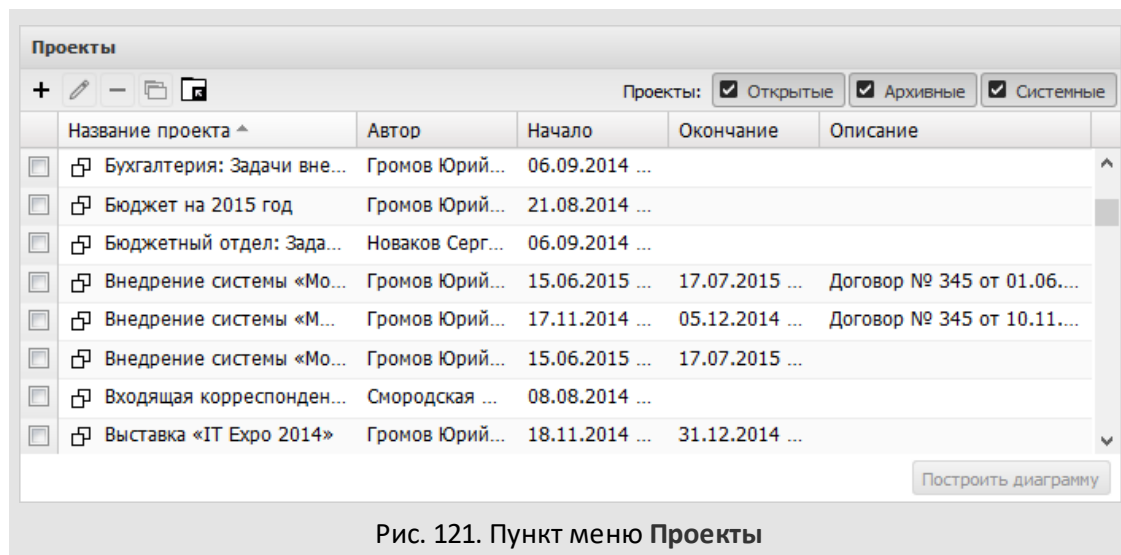 Проекты
Проекты: Открытые Архивные Системные
Название проекта Автор Начало Окончание Описание
Бухгалтерия: Задачи вне... Громов Юрий... 06.09.2014 ...
Бюджет на 2015 год Громов Юрий... 21.08.2014 ...
Бюджетный отдел: Зада... Новаков Серг... 06.09.2014 ...
Внедрение системы «Мо... Громов Юрий... 15.06.2015 ... 17.07.2015 ... Договор № 345 от 01.06....
Внедрение системы «М... Громов Юрий... 17.11.2014 ... 05.12.2014 ... Договор № 345 от 10.11....
Внедрение системы «Мо... Громов Юрий... 15.06.2015 ... 17.07.2015 ...
Входящая корреспонден... Смородская ... 08.08.2014 ...
Выставка «IT Expo 2014» Громов Юрий... 18.11.2014 ... 31.12.2014 ...
Построить диаграмму
Рис. 121. Пункт меню Проекты